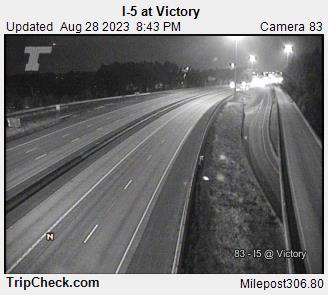 I-5 at Victory
Updated Aug 28 2023 8:43 PM Camera 83
T
N
83 - I5 @ Victory
TripCheck.com Milepost306.80